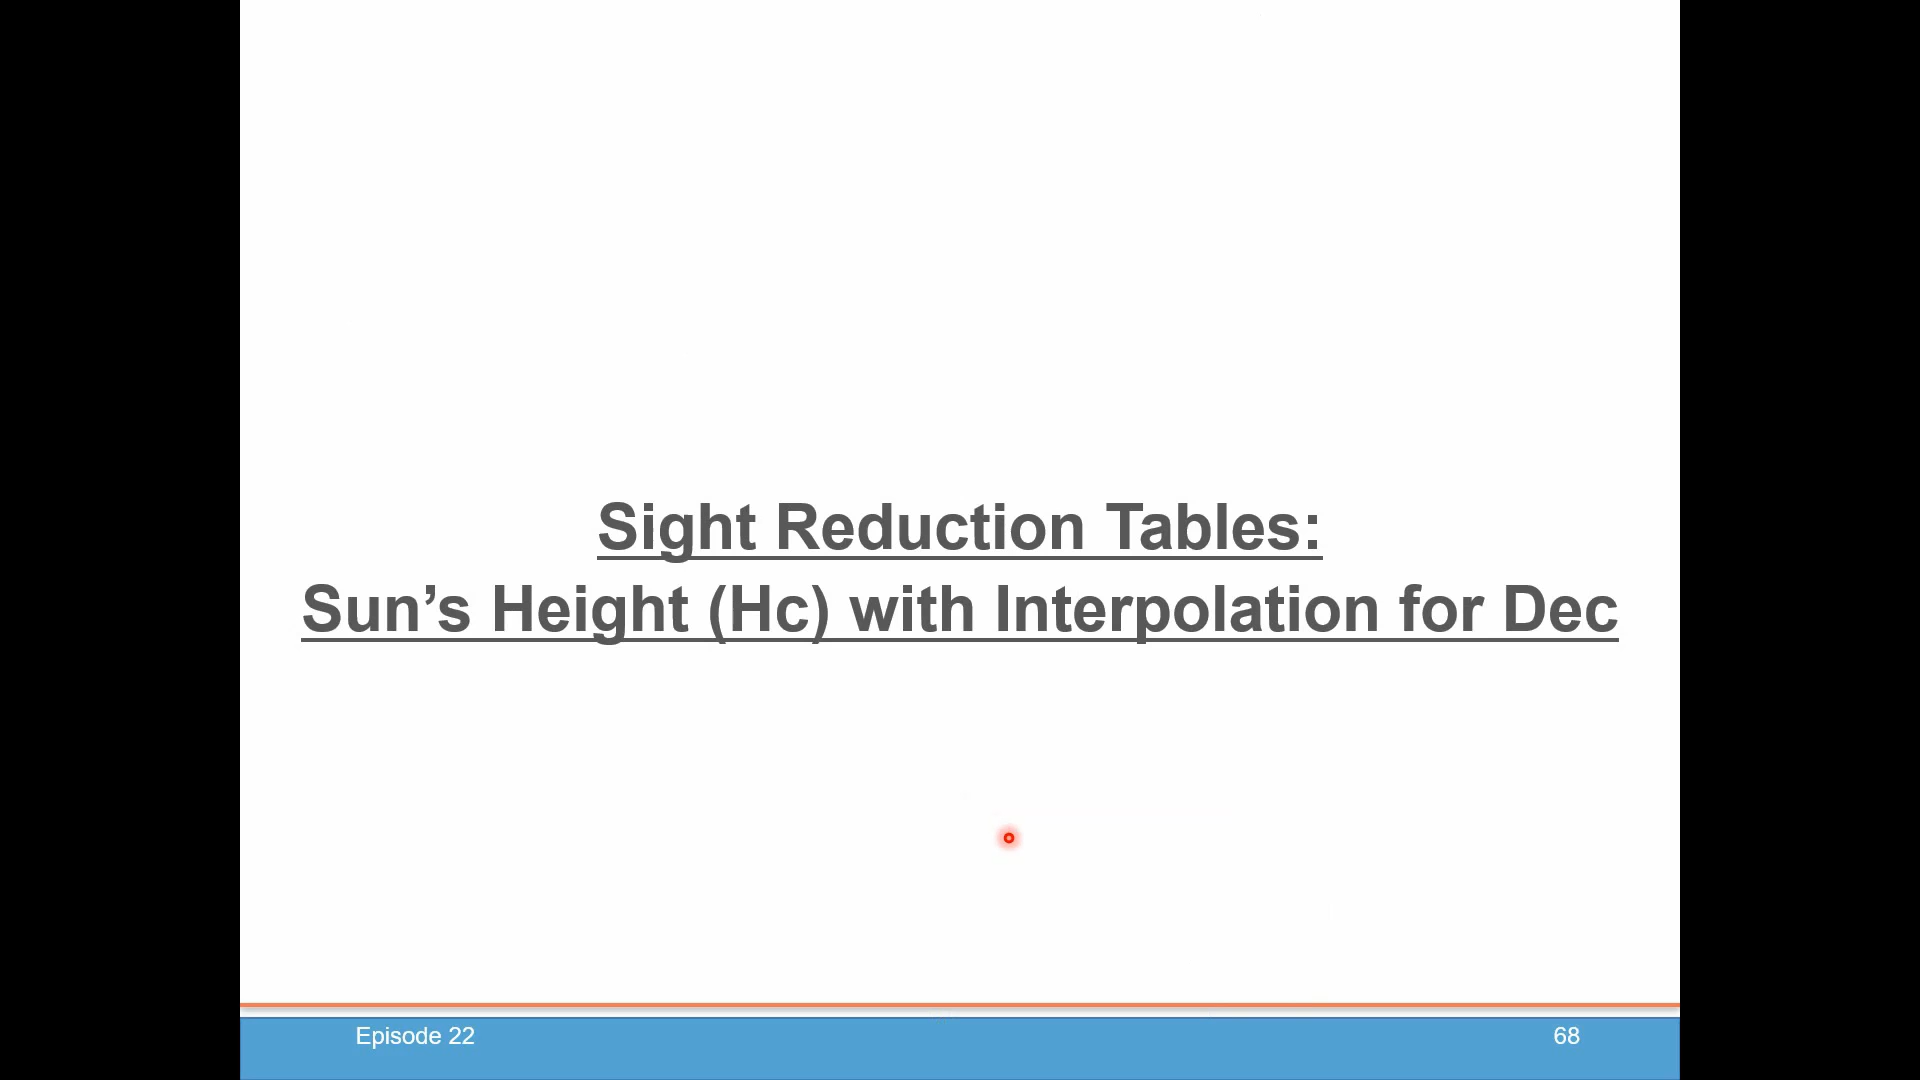 Sight Reduction Tables:
Sun’s Height (Hc) with Interpolation for Dec
Episode 22
68